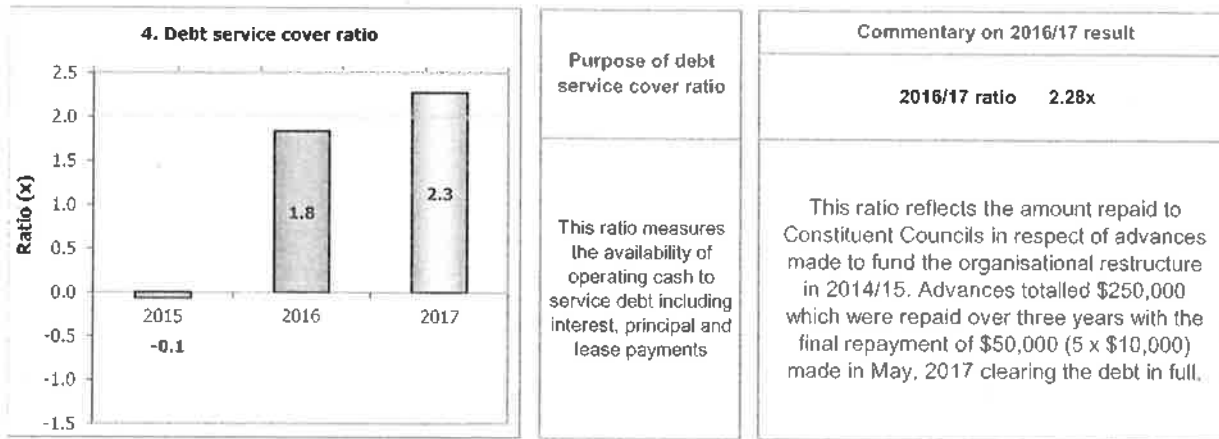 4. Debt service cover ratio
2.5
2.0
1.5
1.0
0.5
0.0
-0.5
-1.0
-1.5
Ratio (x)
1.8
2.3
2015
2016
2017
-0.1
Purpose of debt
service cover ratio
This ratio measures
the availability of
operating cash to
service debt including
interest, principal and
lease payments
Commentary on 2016/17 result
2016/17 ratio 2.28x
This ratio reflects the amount repaid to
Constituent Councils in respect of advances
made to fund the organisational restructure
in 2014/15. Advances totalled $250,000
which were repaid over three years with the
final repayment of $50,000 (5 x $10,000)
made in May, 2017 clearing the debt in full.